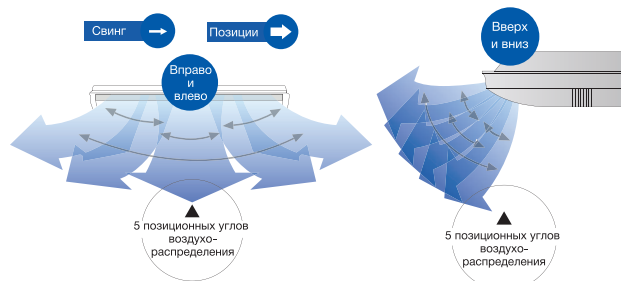 Свинг
Позиции
Вправо
и
влево
5 позиционных углов
воздухо-
распределения
Вверх
и вниз
5 позиционных углов
воздухо-
распределения